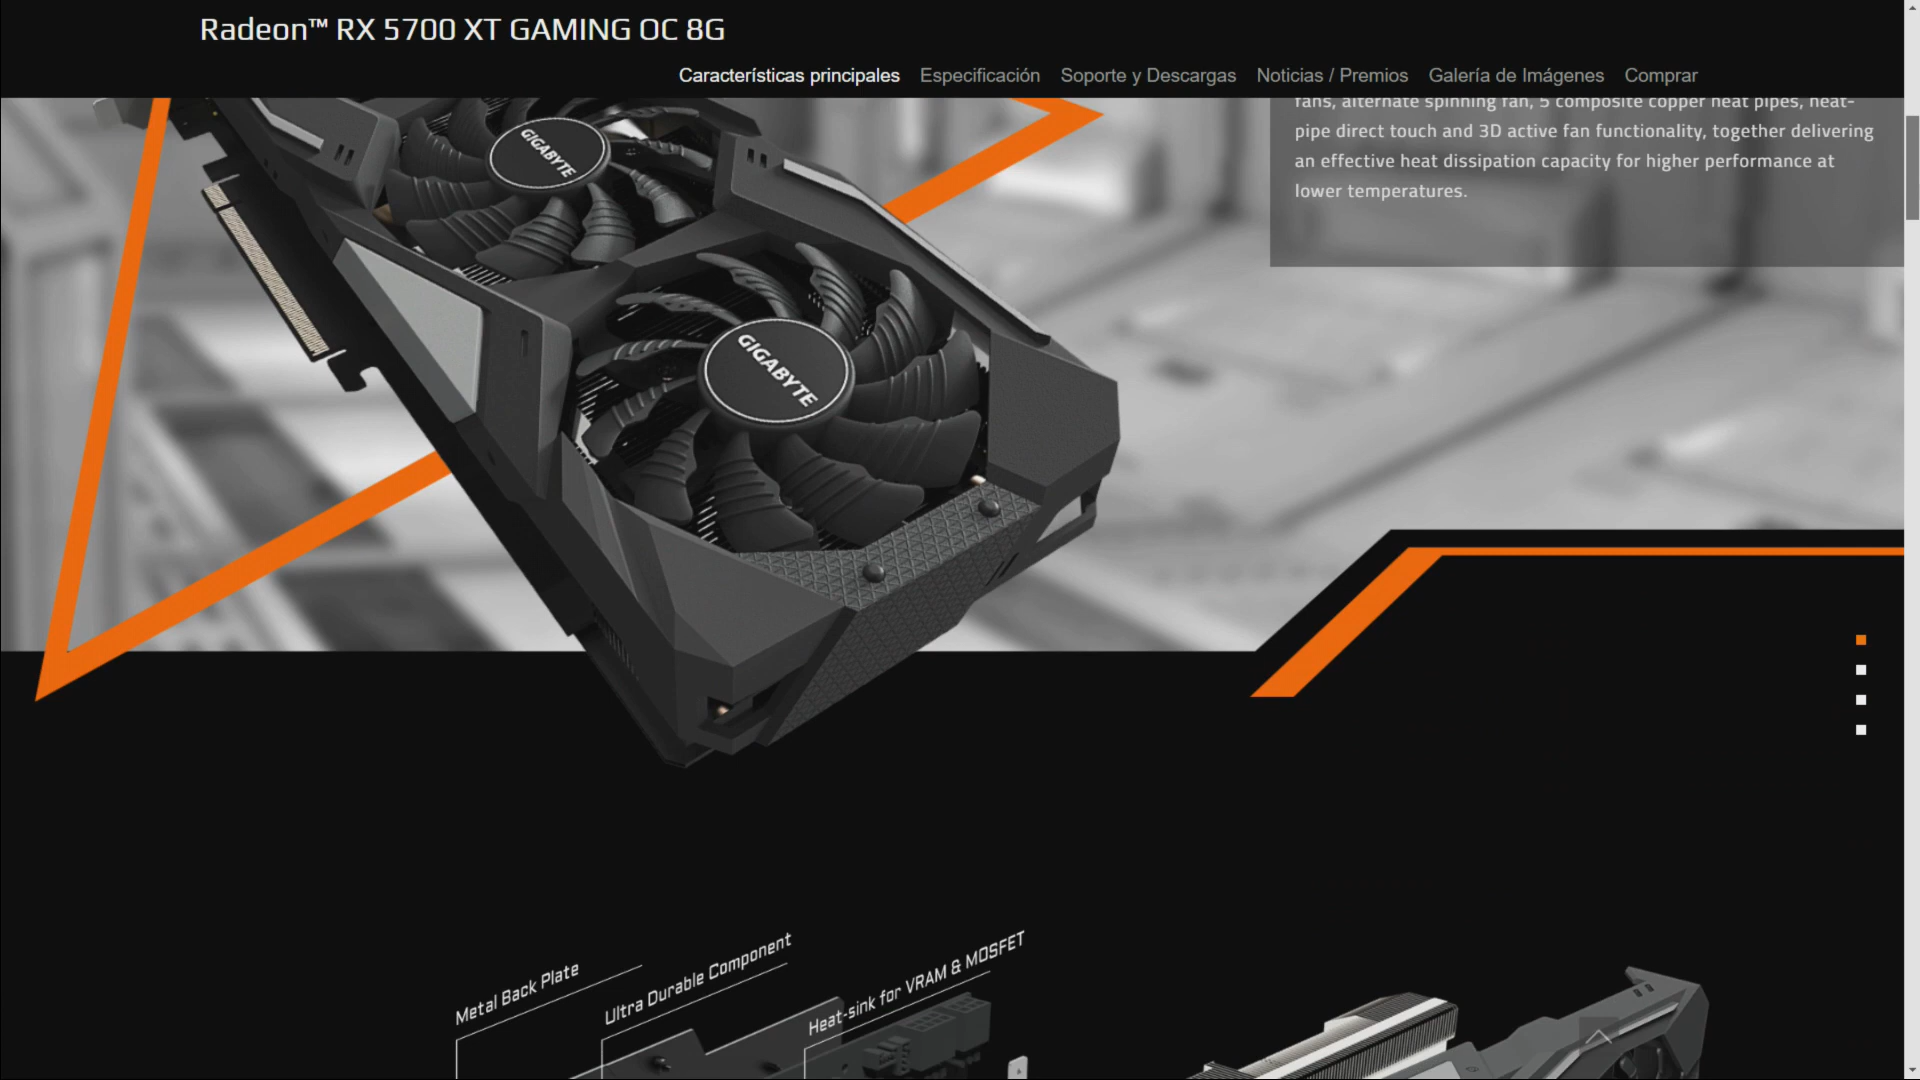 Radeon™ RX 5700 XT GAMING OC 8G
Características principales Especificación Soporte y Descargas Noticias / Premios Galería de Imágenes Comprar
fans, alternate spinning fan, 5 composite copper heat pipes, heat-
pipe direct touch and 3D active fan functionality, together delivering
an effective heat dissipation capacity for higher performance at
lower temperatures.
GIGABYTE
GIGABYTE
Metal Back Plate
Ultra Durable Component
Heat-sink for VRAM & MOSFET